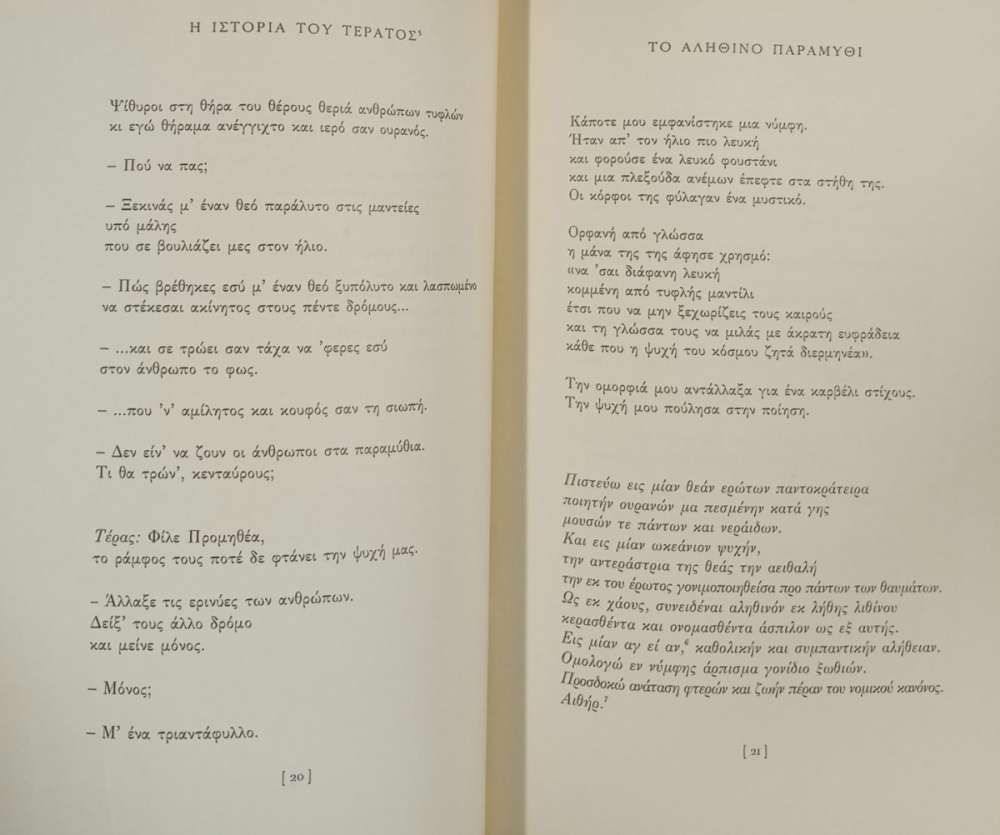 Η ΙΣΤΟΡΙΑ ΤΟΥ ΤΕΡΑΤΟΣ⁵
Ψίθυροι στη θήρα του θέρους θεριά ανθρώπων τυφλών
κι εγώ θήραμα ανέγγιχτο και ιερό σαν ουρανός.
– Πού να πας;
– Ξεκινάς μ’ έναν θεό παράλυτο στις μαντείες
υπό μάλης
που σε βουλιάζει μες στον ήλιο.
– Πώς βρέθηκες εσύ μ’ έναν θεό ξυπόλυτο και λασπωμένο
να στέκεσαι ακίνητος στους πέντε δρόμους...
– ...και σε τρώει σαν τάχα να ’φερες εσύ
στον άνθρωπο το φως.
– ...που ’ν’ αμίλητος και κουφός σαν τη σιωπή.
– Δεν είν’ να ζουν οι άνθρωποι στα παραμύθια.
Τι θα τρών’, κενταύρους;
Τέρας: Φίλε Προμηθέα,
το ράμφος τους ποτέ δε φτάνει την ψυχή μας.
– Άλλαξε τις ερινύες των ανθρώπων.
Δείξ’ τους άλλο δρόμο
και μείνε μόνος.
– Μόνος;
– Μ’ ένα τριαντάφυλλο.
[ 20 ]
ΤΟ ΑΛΗΘΙΝΟ ΠΑΡΑΜΥΘΙ
Κάποτε μου εμφανίστηκε μια νύμφη.
Ήταν απ’ τον ήλιο πιο λευκή
και φορούσε ένα λευκό φουστάνι
και μια πλεξούδα ανέμων έπεφτε στα στήθη της.
Οι κόρφοι της φύλαγαν ένα μυστικό.
Ορφανή από γλώσσα
η μάνα της της άφησε χρησμό:
«να ’σαι διάφανη λευκή
κομμένη από τυφλής μαντίλι
έτσι που να μην ξεχωρίζεις τους καιρούς
και τη γλώσσα τους να μιλάς με άκρατη ευφράδεια
κάθε που η ψυχή του κόσμου ζητά διερμηνέα».
Την ομορφιά μου αντάλλαξα για ένα καρβέλι στίχους.
Την ψυχή μου πούλησα στην ποίηση.
Πιστεύω εις μίαν θεάν ερώτων παντοκράτειρα
ποιητήν ουρανών μα πεσμένην κατά γης
μουσών τε πάντων και νεράιδων.
Και εις μίαν ωκεάνιον ψυχήν,
την αντεράστρια της θεάς την αειθαλή
την εκ του έρωτος γονιμοποιηθείσα προ πάντων των θαυμάτων.
Ως εκ χάους, συνειδέναι αληθινόν εκ λήθης λιθίνου
κερασθέντα και ονομασθέντα άσπιλον ως εξ αυτής.
Εις μίαν αγ εί αν,⁶ καθολικήν και συμπαντικήν αλήθειαν.
Ομολογώ εν νύμφης άρπισμα γονίδιο ξωθιών.
Προσδοκώ ανάταση φτερών και ζωήν πέραν του νομικού κανόνος.
Αιθήρ.⁷
[ 21 ]